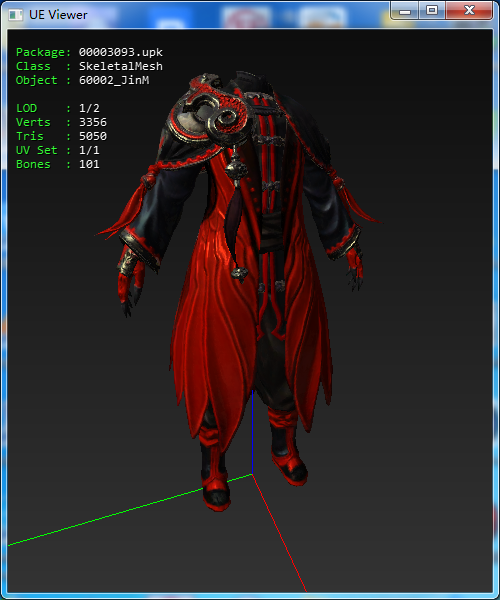 UE Viewer
Package: 00003093.upk
Class : SkeletalMesh
Object : 60002_JinM
LOD : 1/2
Verts : 3356
Tris : 5050
UV Set : 1/1
Bones : 101